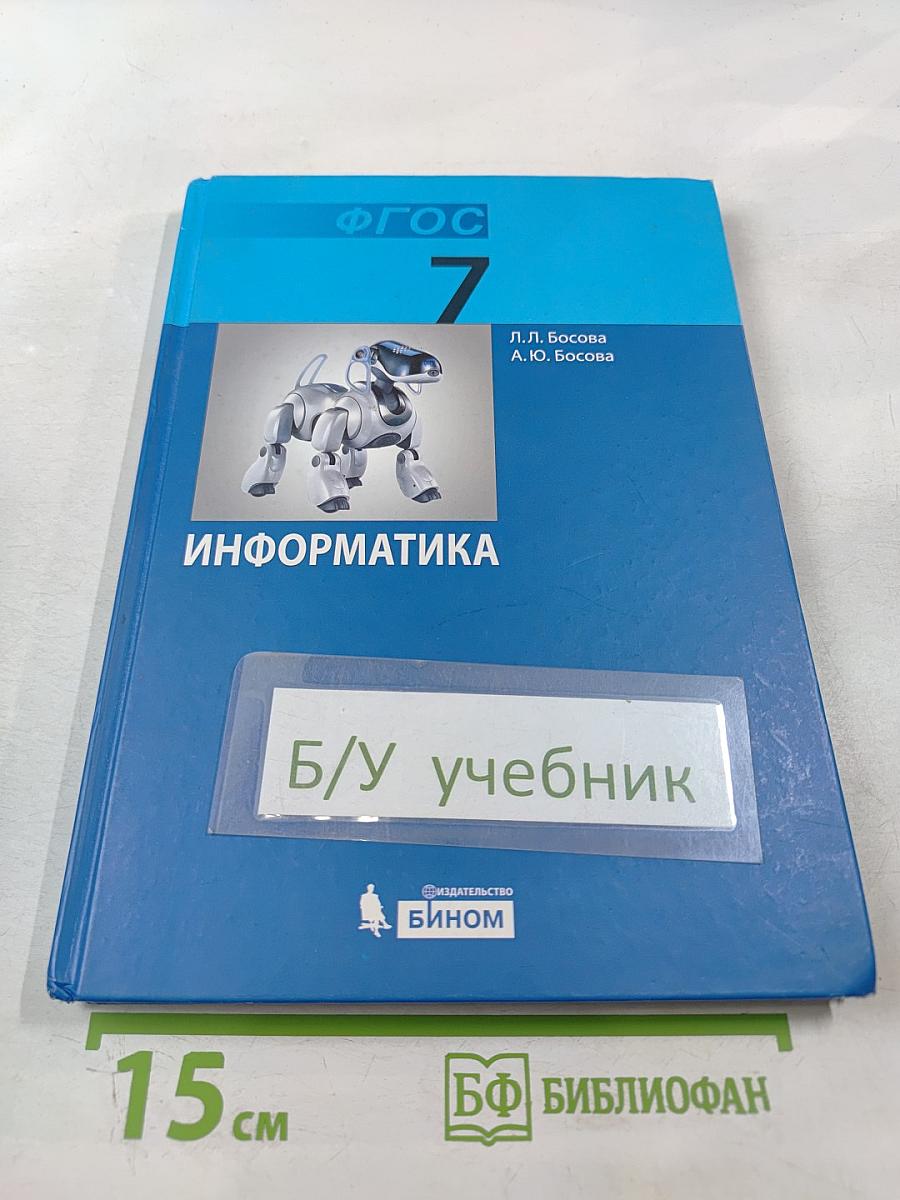 ФГОС
7
Л.Л. Босова
А.Ю. Босова
ИНФОРМАТИКА
Б/У учебник
ИЗДАТЕЛЬСТВО
БИНОМ
15 см
БФ БИБЛИОФАН